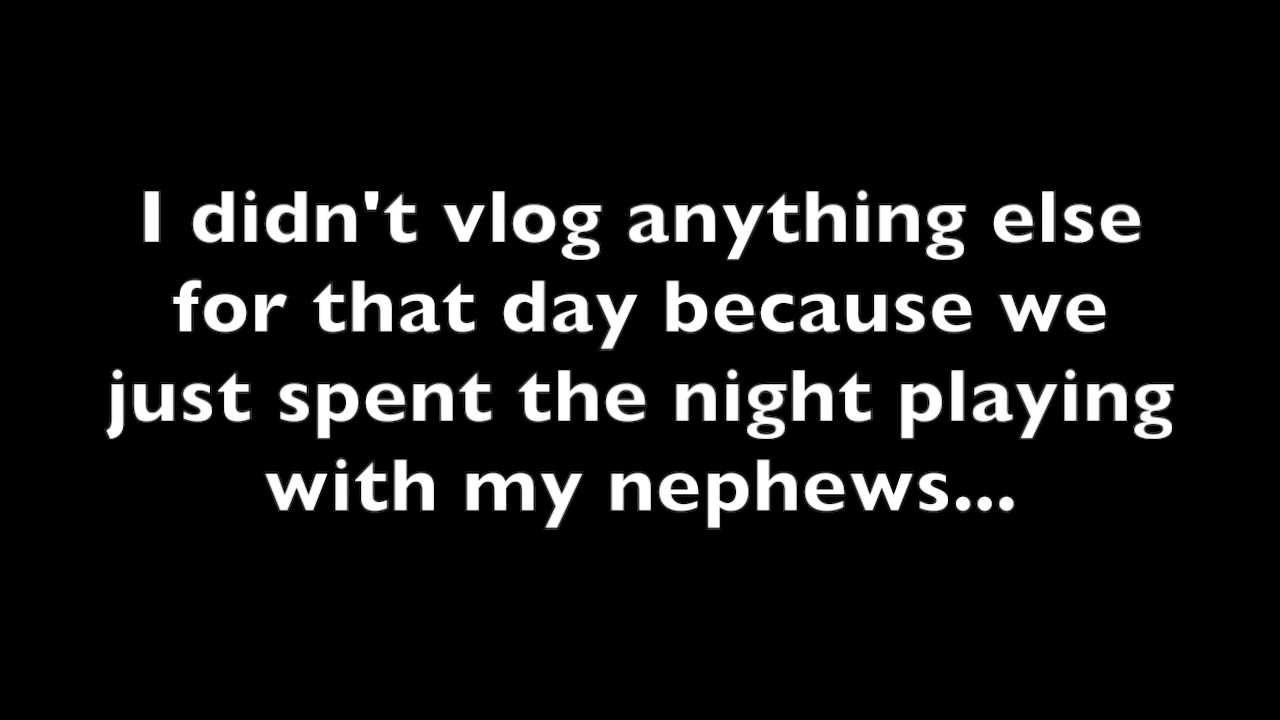 I didn't vlog anything else
for that day because we
just spent the night playing
with my nephews...